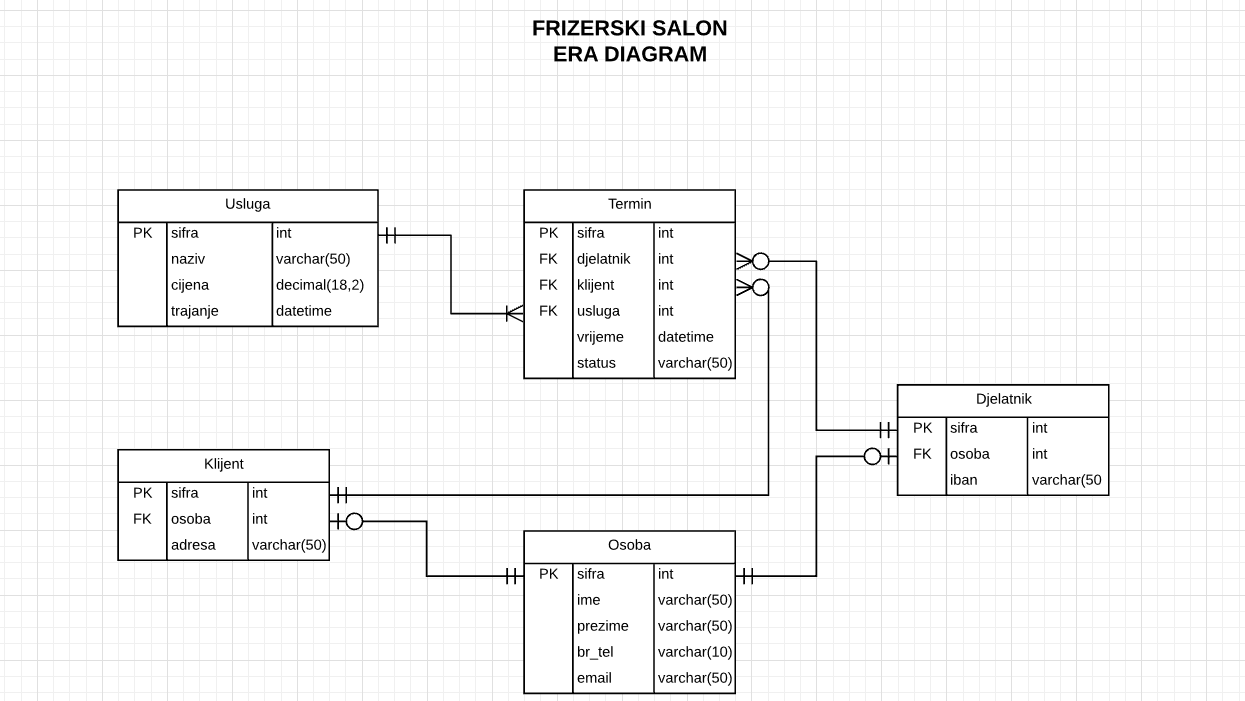 FRIZERSKI SALON
ERA DIAGRAM
Usluga
PK sifra int
naziv varchar(50)
cijena decimal(18,2)
trajanje datetime
Termin
PK sifra int
FK djelatnik int
FK klijent int
FK usluga int
vrijeme datetime
status varchar(50)
Djelatnik
PK sifra int
FK osoba int
iban varchar(50
Klijent
PK sifra int
FK osoba int
adresa varchar(50)
Osoba
PK sifra int
ime varchar(50)
prezime varchar(50)
br_tel varchar(10)
email varchar(50)